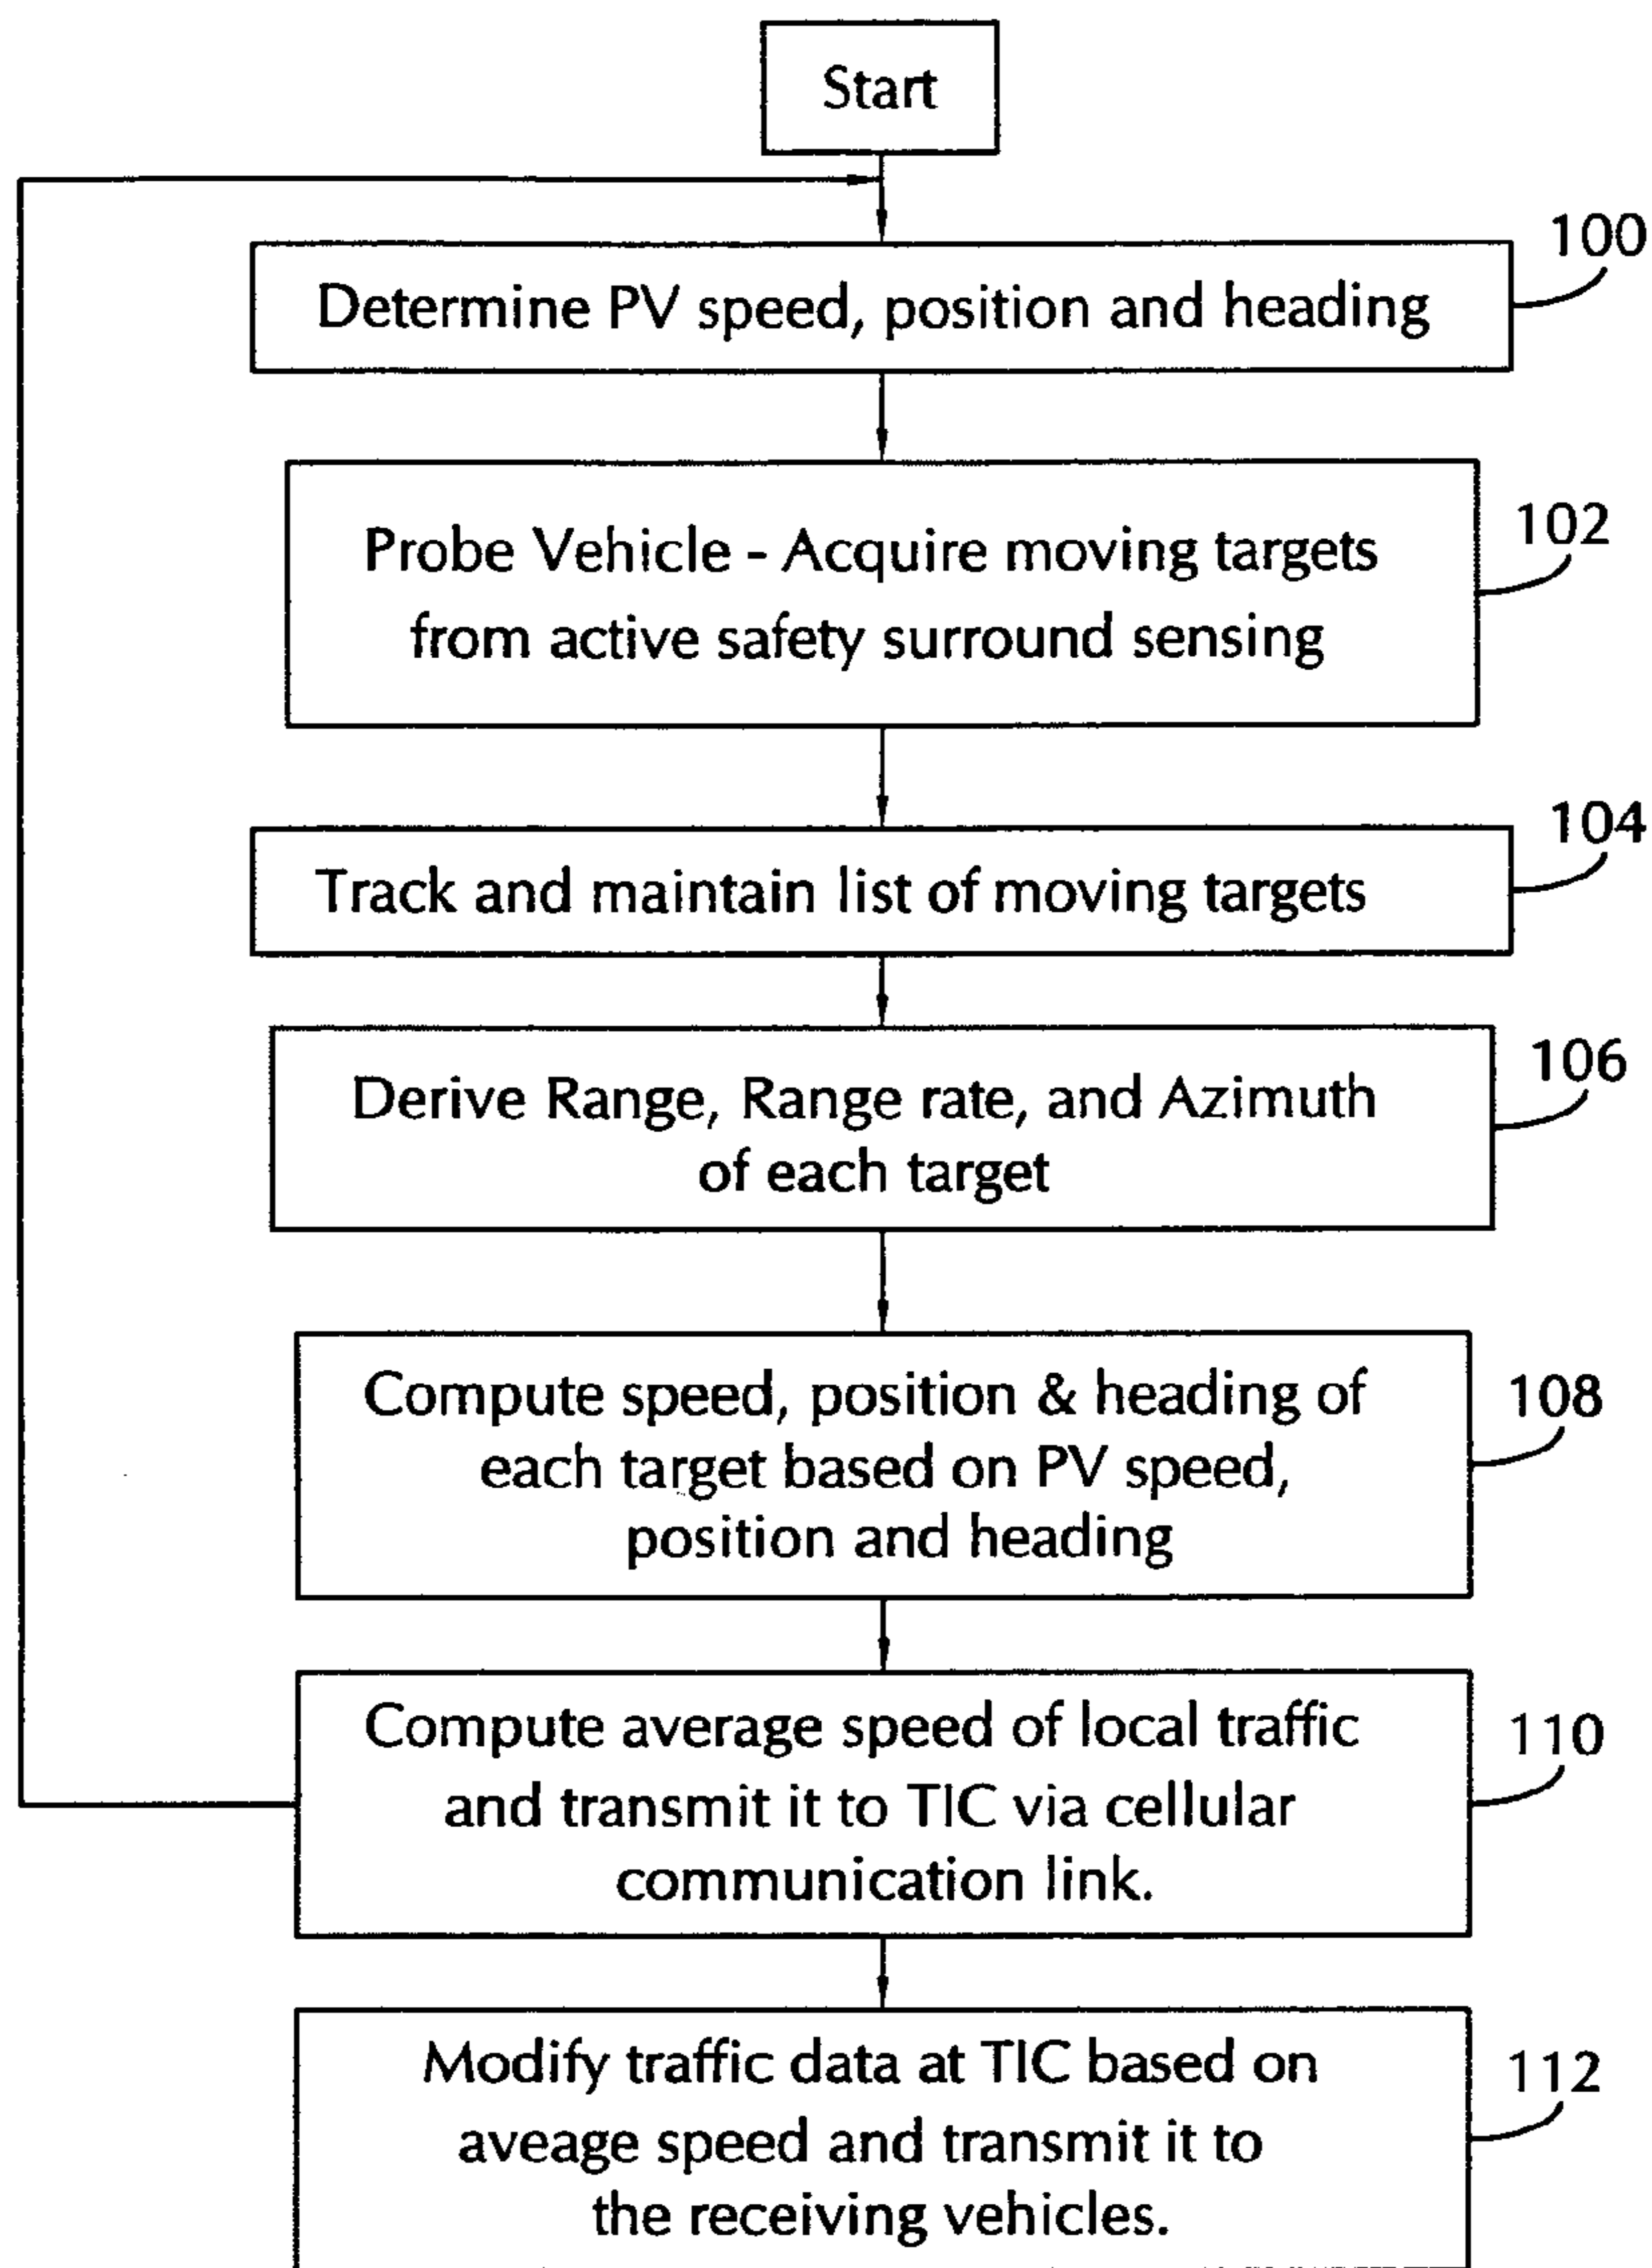 Start
100
Determine PV speed, position and heading
102
Probe Vehicle - Acquire moving targets
from active safety surround sensing
104
Track and maintain list of moving targets
106
Derive Range, Range rate, and Azimuth
of each target
108
Compute speed, position & heading of
each target based on PV speed,
position and heading
110
Compute average speed of local traffic
and transmit it to TIC via cellular
communication link.
112
Modify traffic data at TIC based on
aveage speed and transmit it to
the receiving vehicles.